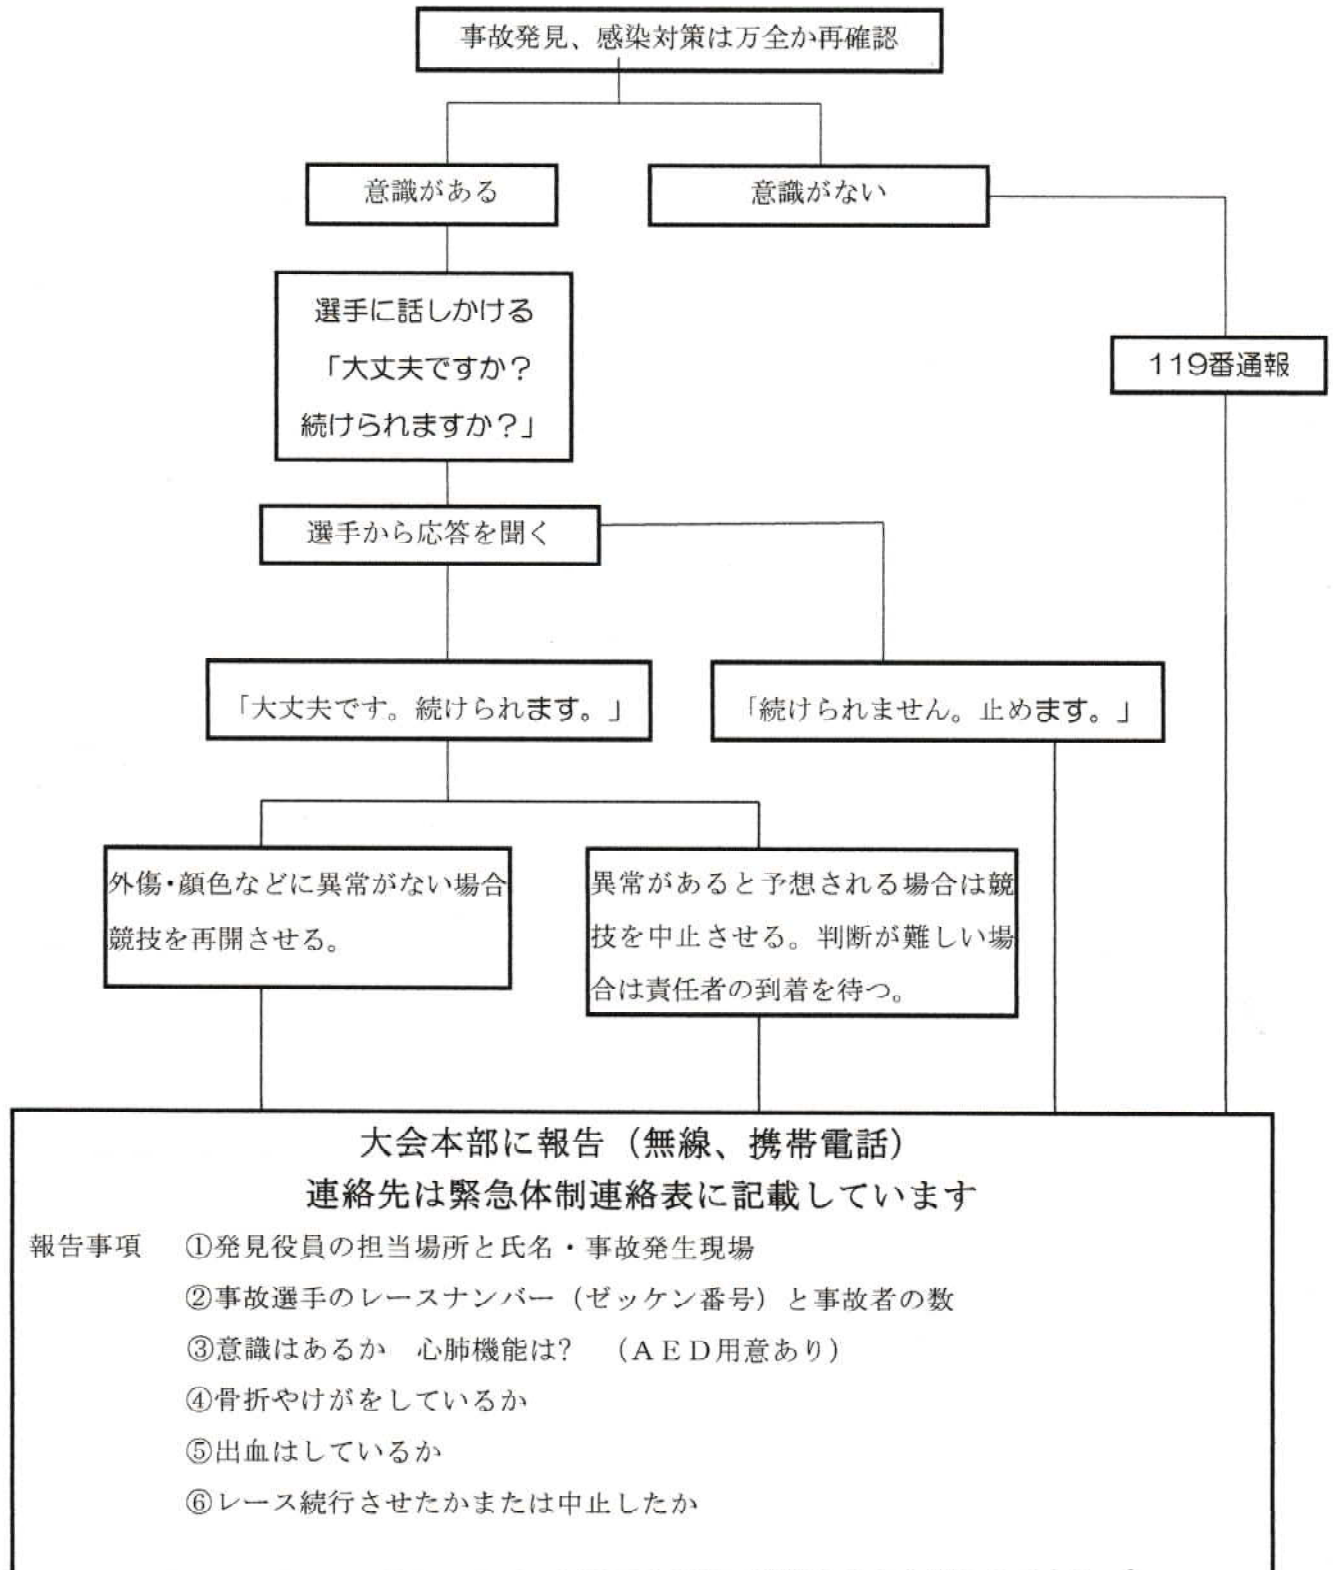 事故発見、感染対策は万全か再確認
意識がある
意識がない
選手に話しかける
「大丈夫ですか？
続けられますか？」
119番通報
選手から応答を聞く
「大丈夫です。続けられます。」
「続けられません。止めます。」
外傷・顔色などに異常がない場合
競技を再開させる。
異常があると予想される場合は競
技を中止させる。判断が難しい場
合は責任者の到着を待つ。
大会本部に報告（無線、携帯電話）
連絡先は緊急体制連絡表に記載しています
報告事項　①発見役員の担当場所と氏名・事故発生現場
②事故選手のレースナンバー（ゼッケン番号）と事故者の数
③意識はあるか　心肺機能は?　（ＡＥＤ用意あり）
④骨折やけがをしているか
⑤出血はしているか
⑥レース続行させたかまたは中止したか